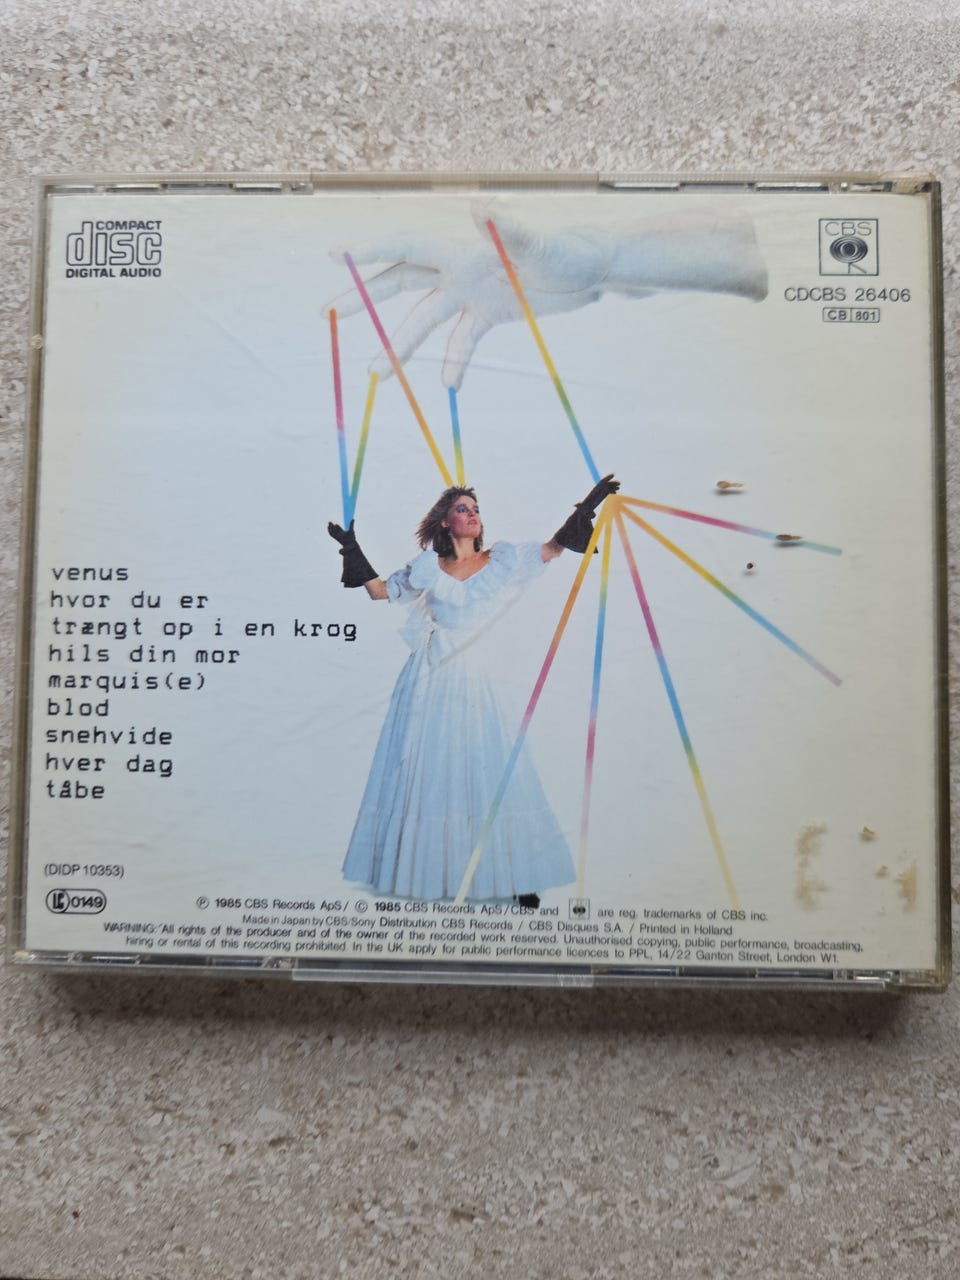 COMPACT
disc
DIGITAL AUDIO
CBS
CDCBS 26406
CB 801
venus
hvor du er
trængt op i en krog
hils din mor
marquis(e)
blod
snehvide
hver dag
tåbe
(DIDP 10353)
LC 0149
℗ 1985 CBS Records ApS/ © 1985 CBS Records ApS/CBS and are reg. trademarks of CBS inc.
Made in Japan by CBS/Sony Distribution CBS Records / CBS Disques S.A. / Printed in Holland
WARNING: All rights of the producer and of the owner of the recorded work reserved. Unauthorised copying, public performance, broadcasting,
hiring or rental of this recording prohibited. In the UK apply for public performance licences to PPL, 14/22 Ganton Street, London W1.